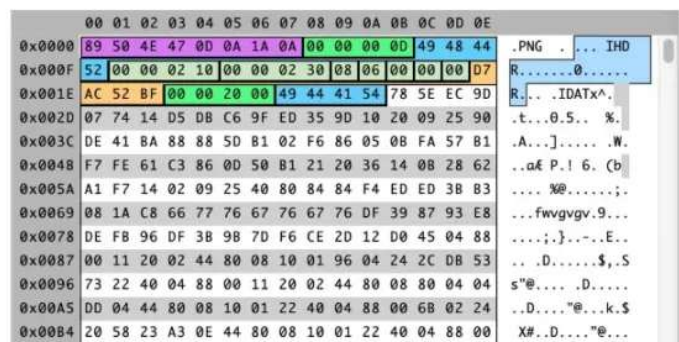 00 01 02 03 04 05 06 07 08 09 0A 0B 0C 0D 0E
0x0000 89 50 4E 47 0D 0A 1A 0A 00 00 00 0D 49 48 44 .PNG . ... IHD
0x000F 52 00 00 02 10 00 00 02 30 08 06 00 00 00 D7 R.......0......
0x001E AC 52 BF 00 00 20 00 49 44 41 54 78 5E EC 9D R.. . .IDATx^.
0x002D 07 74 14 D5 DB C6 9F ED 35 9D 10 20 09 25 90 .t...0.5.. %.
0x003C DE 41 BA 88 88 5D B1 02 F6 86 05 0B FA 57 B1 .A...]..... .W.
0x004B F7 FE 61 C3 86 0D 50 B1 21 20 36 14 0B 28 62 ..a P.! 6. (b
0x005A A1 F7 14 02 09 25 40 80 84 84 F4 ED ED 3B B3 .... %@......;.
0x0069 08 1A C8 66 77 76 67 76 67 76 DF 39 87 93 E8 ...fwvgvgv.9...
0x0078 DE FB 96 DF 3B 9B 7D F6 CE 2D 12 D0 45 04 88 ....;.}..-..E..
0x0087 00 11 20 02 44 80 08 10 01 96 04 24 2C DB 53 .. .D......$,.S
0x0096 73 22 40 04 88 00 11 20 02 44 80 08 80 04 04 s"@.... .D.....
0x00A5 DD 04 44 80 08 10 01 22 40 04 88 00 6B 02 24 ..D...."@...k.$
0x00B4 20 58 23 A3 0E 44 80 08 10 01 22 40 04 88 00 X#..D...."@...